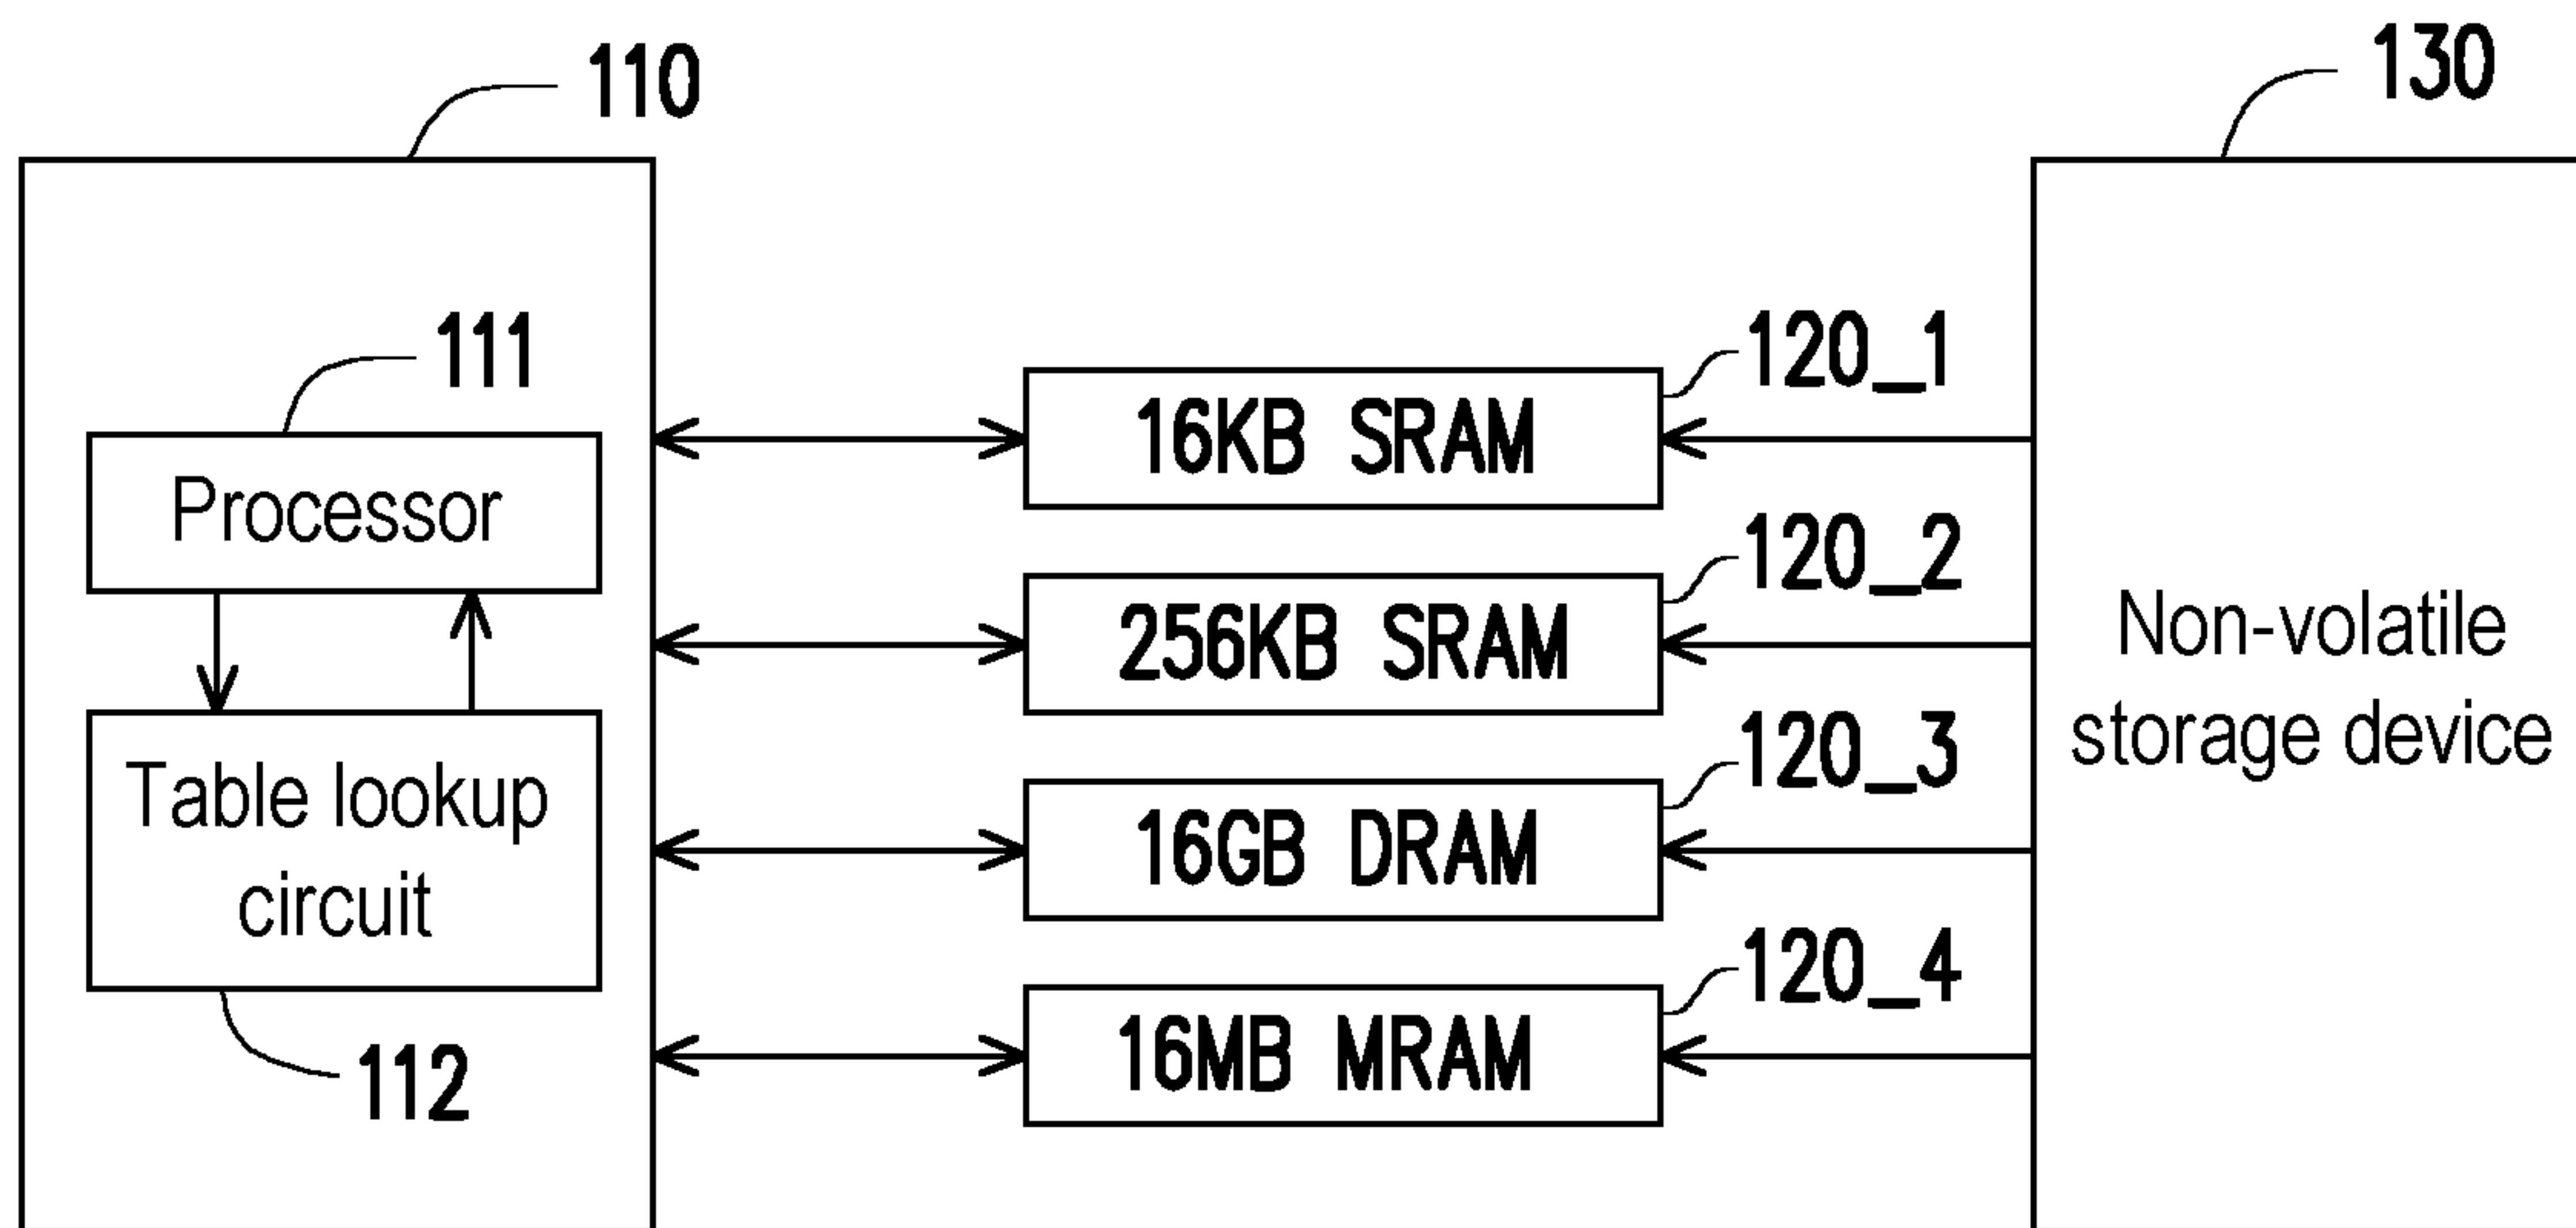 110
130
111
120_1
16KB SRAM
Processor
120_2
256KB SRAM
Non-volatile
storage device
120_3
Table lookup
circuit
16GB DRAM
120_4
16MB MRAM
112